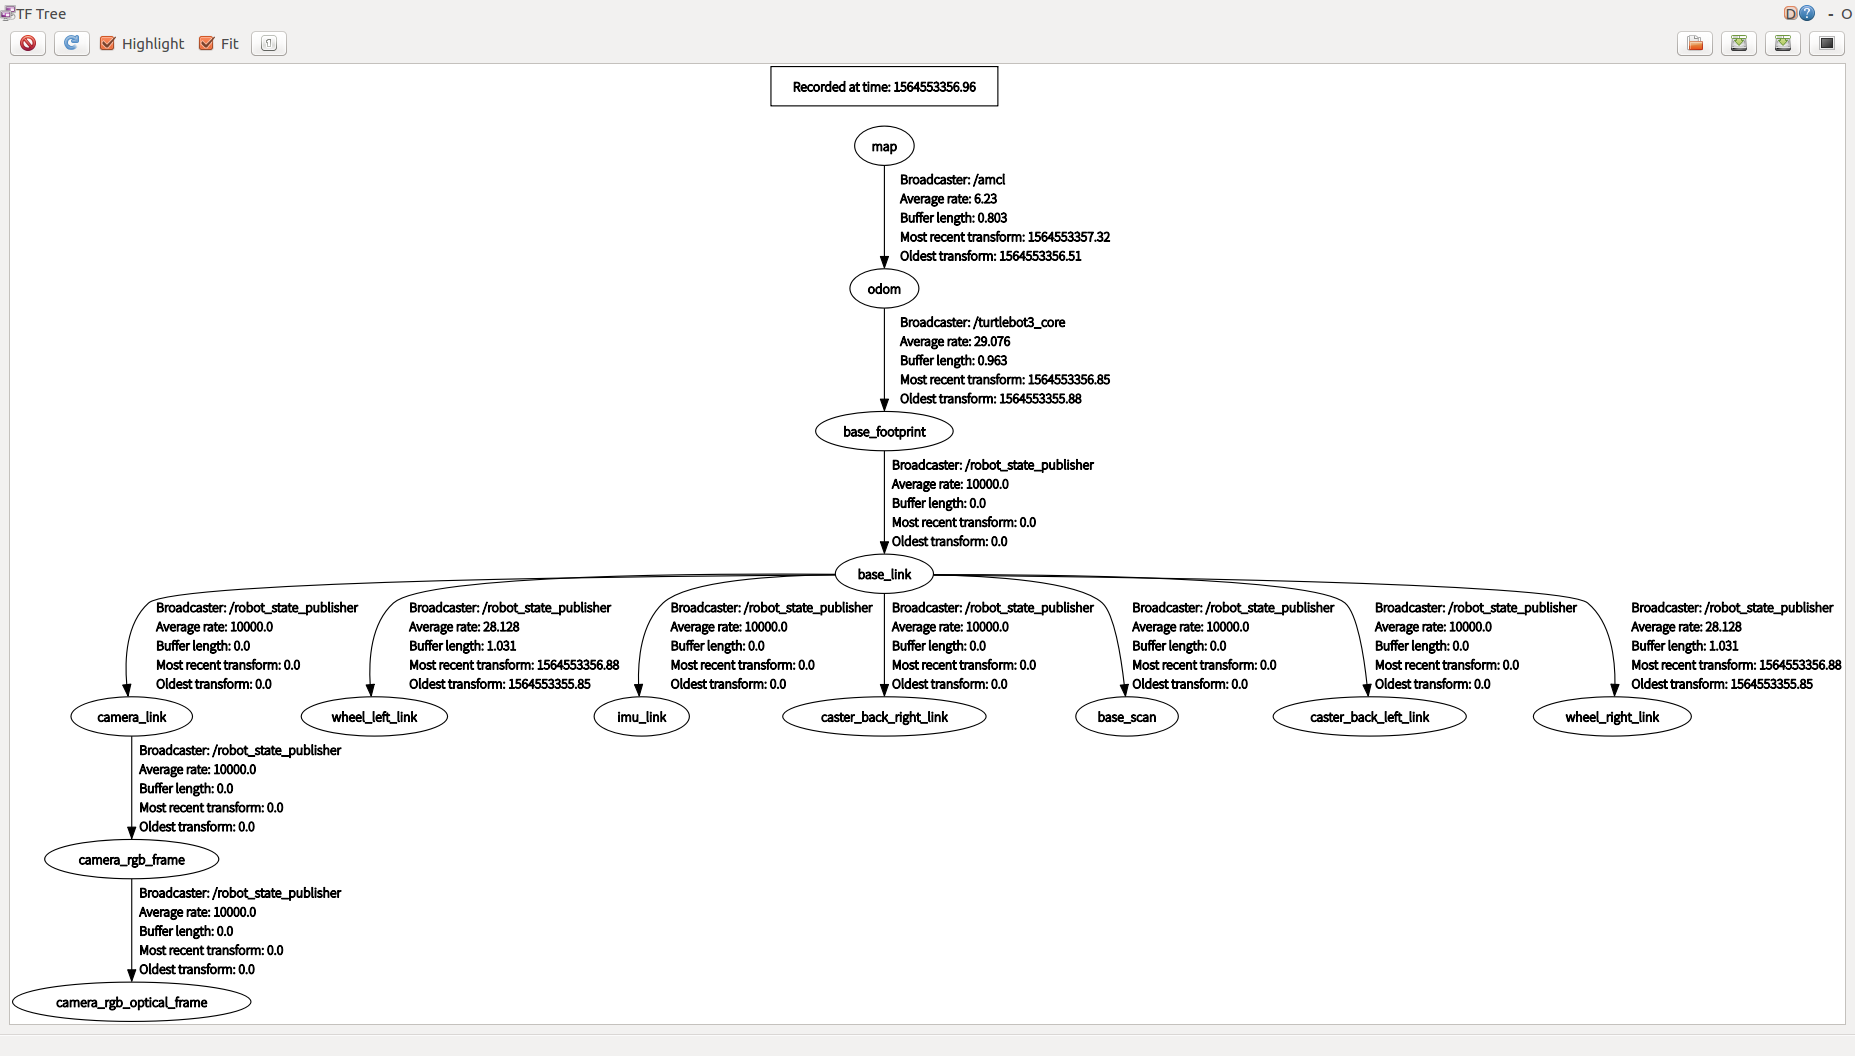 TF Tree
D ? - O
Highlight Fit
Recorded at time: 1564553356.96
map
Broadcaster: /amcl
Average rate: 6.23
Buffer length: 0.803
Most recent transform: 1564553357.32
Oldest transform: 1564553356.51
odom
Broadcaster: /turtlebot3_core
Average rate: 29.076
Buffer length: 0.963
Most recent transform: 1564553356.85
Oldest transform: 1564553355.88
base_footprint
Broadcaster: /robot_state_publisher
Average rate: 10000.0
Buffer length: 0.0
Most recent transform: 0.0
Oldest transform: 0.0
base_link
Broadcaster: /robot_state_publisher
Average rate: 10000.0
Buffer length: 0.0
Most recent transform: 0.0
Oldest transform: 0.0
camera_link
Broadcaster: /robot_state_publisher
Average rate: 28.128
Buffer length: 1.031
Most recent transform: 1564553356.88
Oldest transform: 1564553355.85
wheel_left_link
Broadcaster: /robot_state_publisher
Average rate: 10000.0
Buffer length: 0.0
Most recent transform: 0.0
Oldest transform: 0.0
imu_link
Broadcaster: /robot_state_publisher
Average rate: 10000.0
Buffer length: 0.0
Most recent transform: 0.0
Oldest transform: 0.0
caster_back_right_link
Broadcaster: /robot_state_publisher
Average rate: 10000.0
Buffer length: 0.0
Most recent transform: 0.0
Oldest transform: 0.0
base_scan
Broadcaster: /robot_state_publisher
Average rate: 10000.0
Buffer length: 0.0
Most recent transform: 0.0
Oldest transform: 0.0
caster_back_left_link
Broadcaster: /robot_state_publisher
Average rate: 28.128
Buffer length: 1.031
Most recent transform: 1564553356.88
Oldest transform: 1564553355.85
wheel_right_link
Broadcaster: /robot_state_publisher
Average rate: 10000.0
Buffer length: 0.0
Most recent transform: 0.0
Oldest transform: 0.0
camera_rgb_frame
Broadcaster: /robot_state_publisher
Average rate: 10000.0
Buffer length: 0.0
Most recent transform: 0.0
Oldest transform: 0.0
camera_rgb_optical_frame